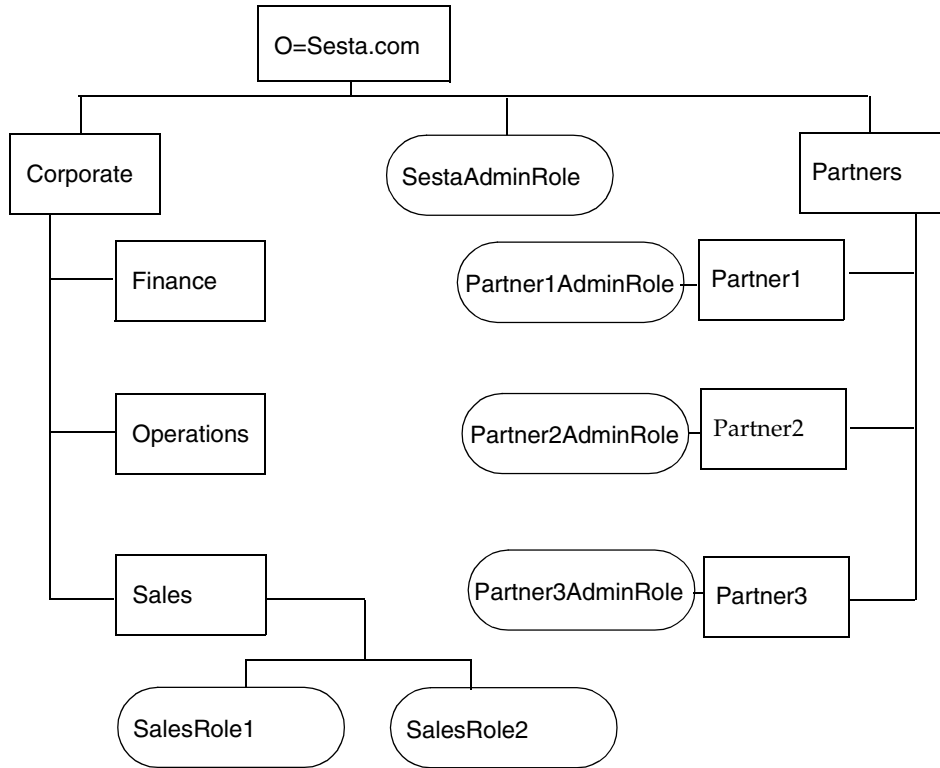 O=Sesta.com
Corporate
SestaAdminRole
Partners
Finance
Partner1AdminRole
Partner1
Operations
Partner2AdminRole
Partner2
Sales
Partner3AdminRole
Partner3
SalesRole1
SalesRole2